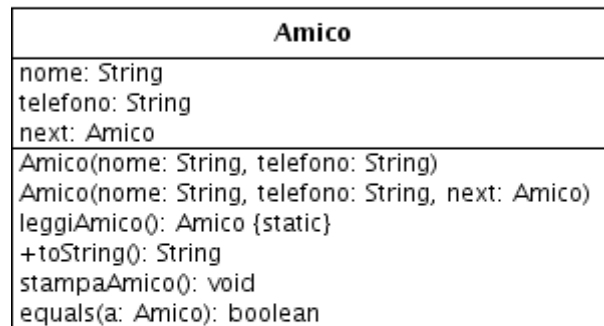 Amico
nome: String
telefono: String
next: Amico
Amico(nome: String, telefono: String)
Amico(nome: String, telefono: String, next: Amico)
leggiAmico(): Amico {static}
+toString(): String
stampaAmico(): void
equals(a: Amico): boolean